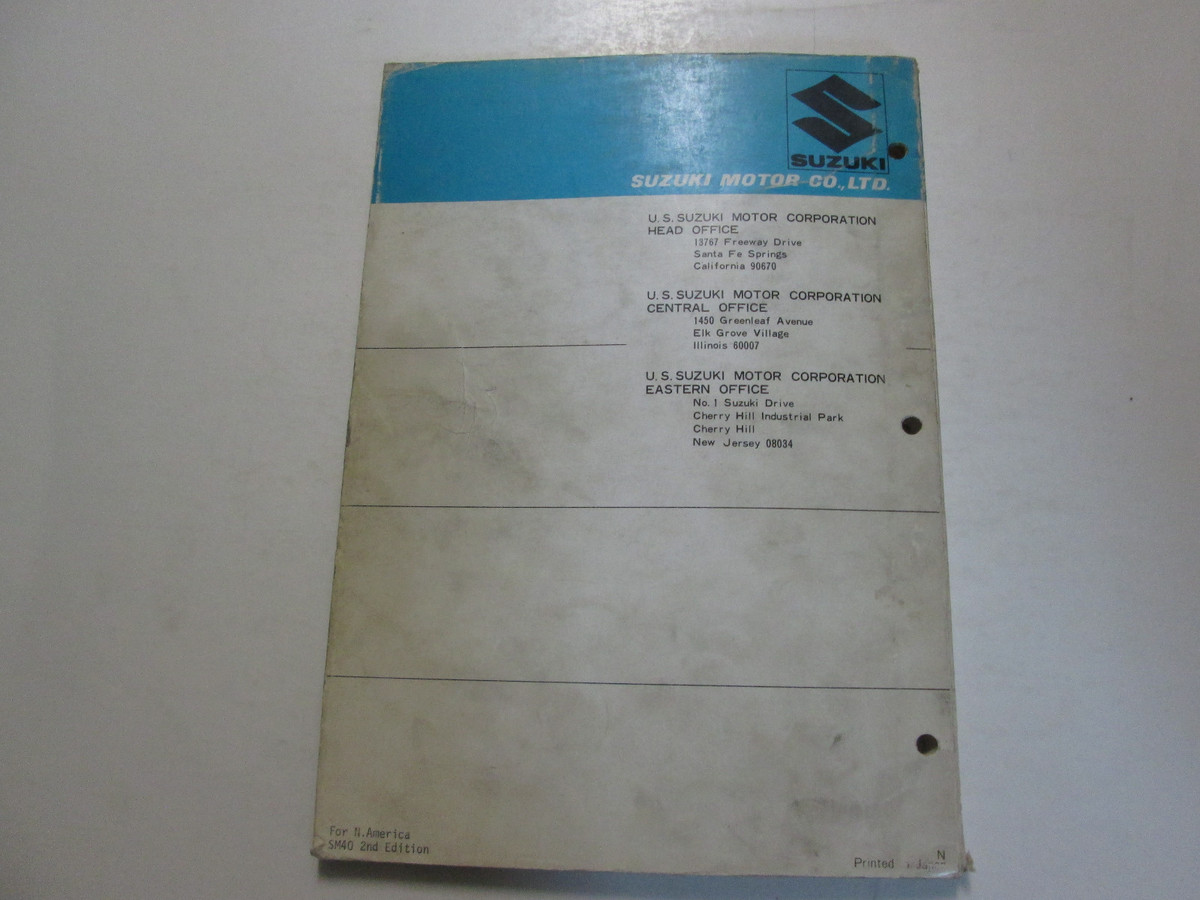 SUZUKI
SUZUKI MOTOR CO.,LTD.
U.S. SUZUKI MOTOR CORPORATION
HEAD OFFICE
13767 Freeway Drive
Santa Fe Springs
California 90670
U.S. SUZUKI MOTOR CORPORATION
CENTRAL OFFICE
1450 Greenleaf Avenue
Elk Grove Village
Illinois 60007
U.S. SUZUKI MOTOR CORPORATION
EASTERN OFFICE
No. 1 Suzuki Drive
Cherry Hill Industrial Park
Cherry Hill
New Jersey 08034
For N.America
SM40 2nd Edition
N
Printed